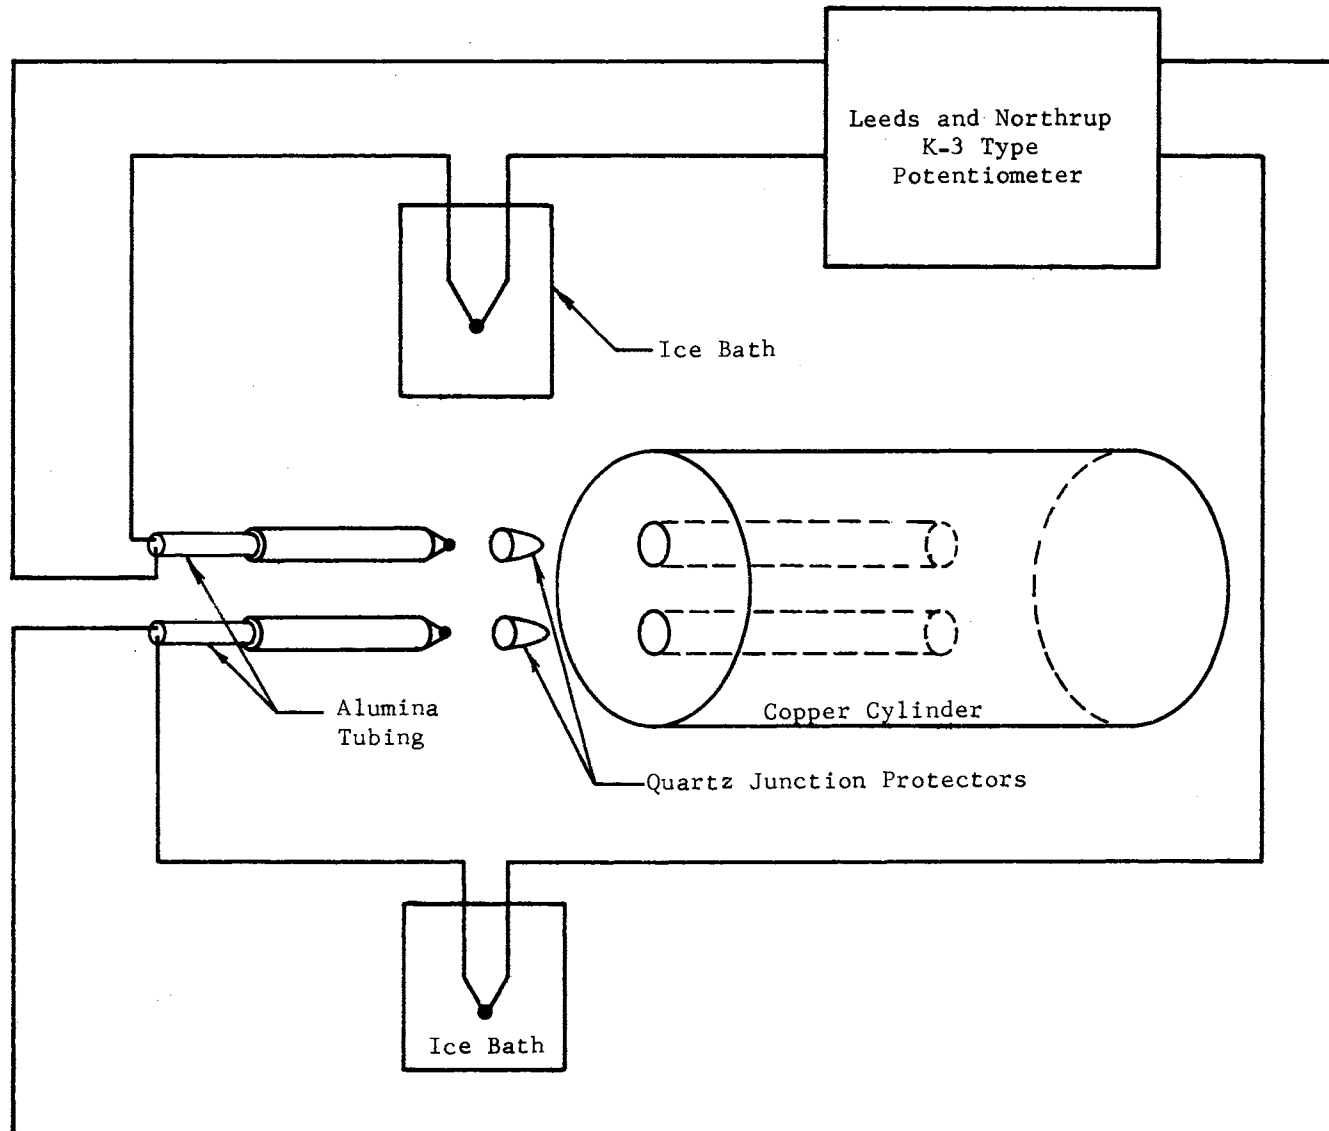 Leeds and Northrup
K-3 Type
Potentiometer
Ice Bath
Alumina
Tubing
Copper Cylinder
Quartz Junction Protectors
Ice Bath